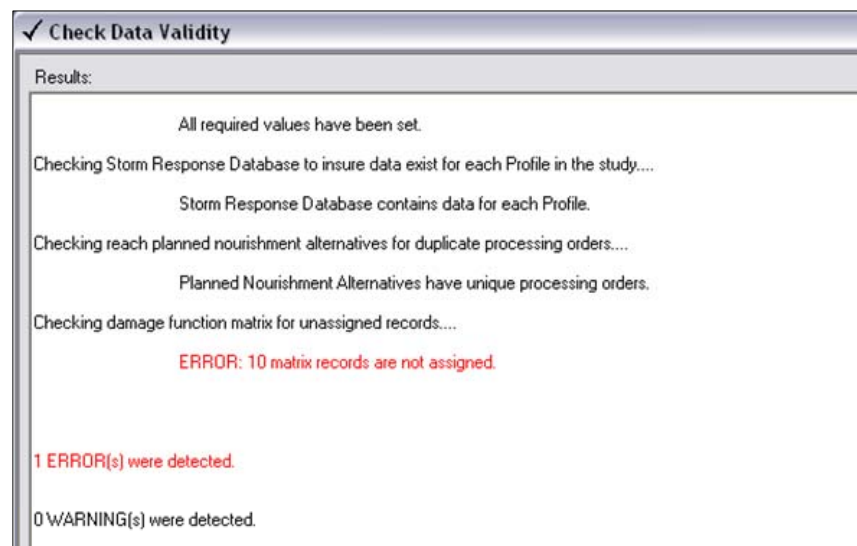 Check Data Validity
Results:
All required values have been set.
Checking Storm Response Database to insure data exist for each Profile in the study....
Storm Response Database contains data for each Profile.
Checking reach planned nourishment alternatives for duplicate processing orders....
Planned Nourishment Alternatives have unique processing orders.
Checking damage function matrix for unassigned records....
ERROR: 10 matrix records are not assigned.
1 ERROR(s) were detected.
0 WARNING(s) were detected.